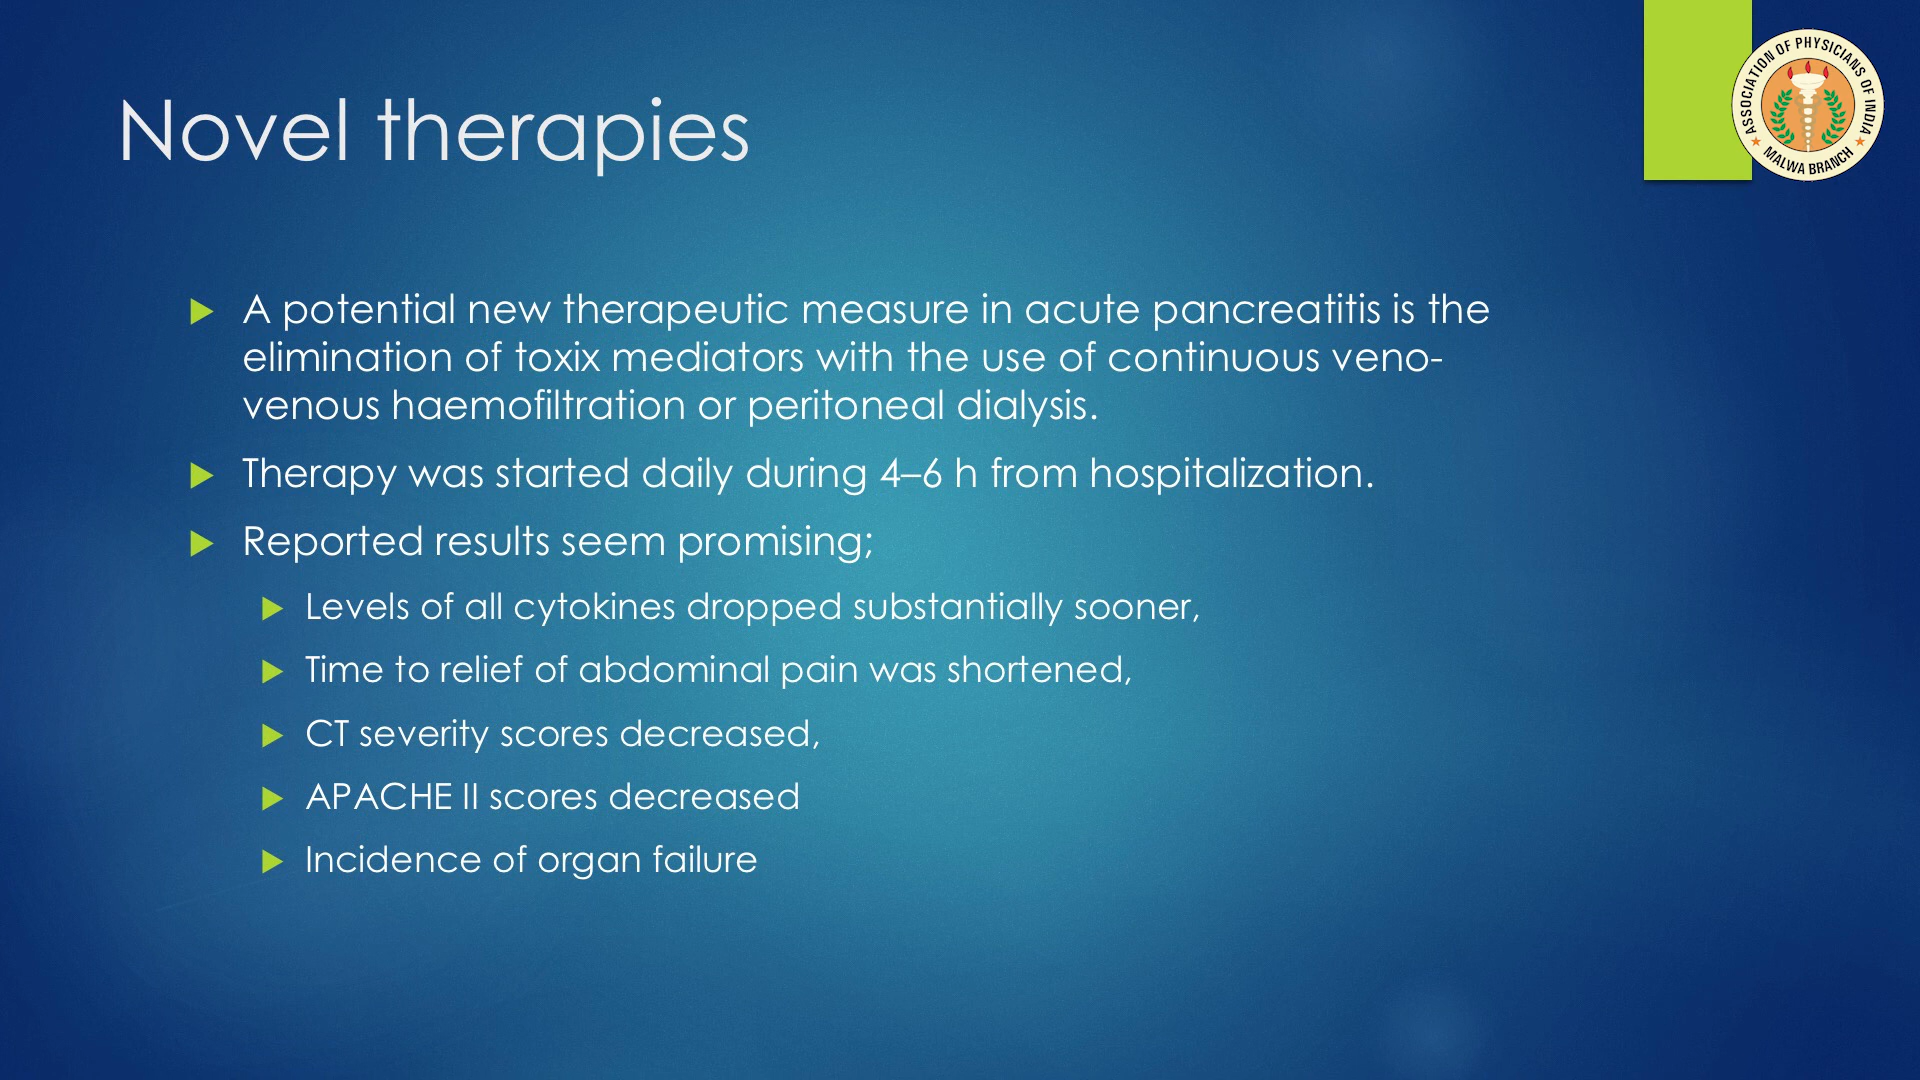 Novel therapies
ASSOCIATION OF PHYSICIANS OF INDIA
MALWA BRANCH
A potential new therapeutic measure in acute pancreatitis is the
elimination of toxix mediators with the use of continuous veno-
venous haemofiltration or peritoneal dialysis.
Therapy was started daily during 4–6 h from hospitalization.
Reported results seem promising;
Levels of all cytokines dropped substantially sooner,
Time to relief of abdominal pain was shortened,
CT severity scores decreased,
APACHE II scores decreased
Incidence of organ failure